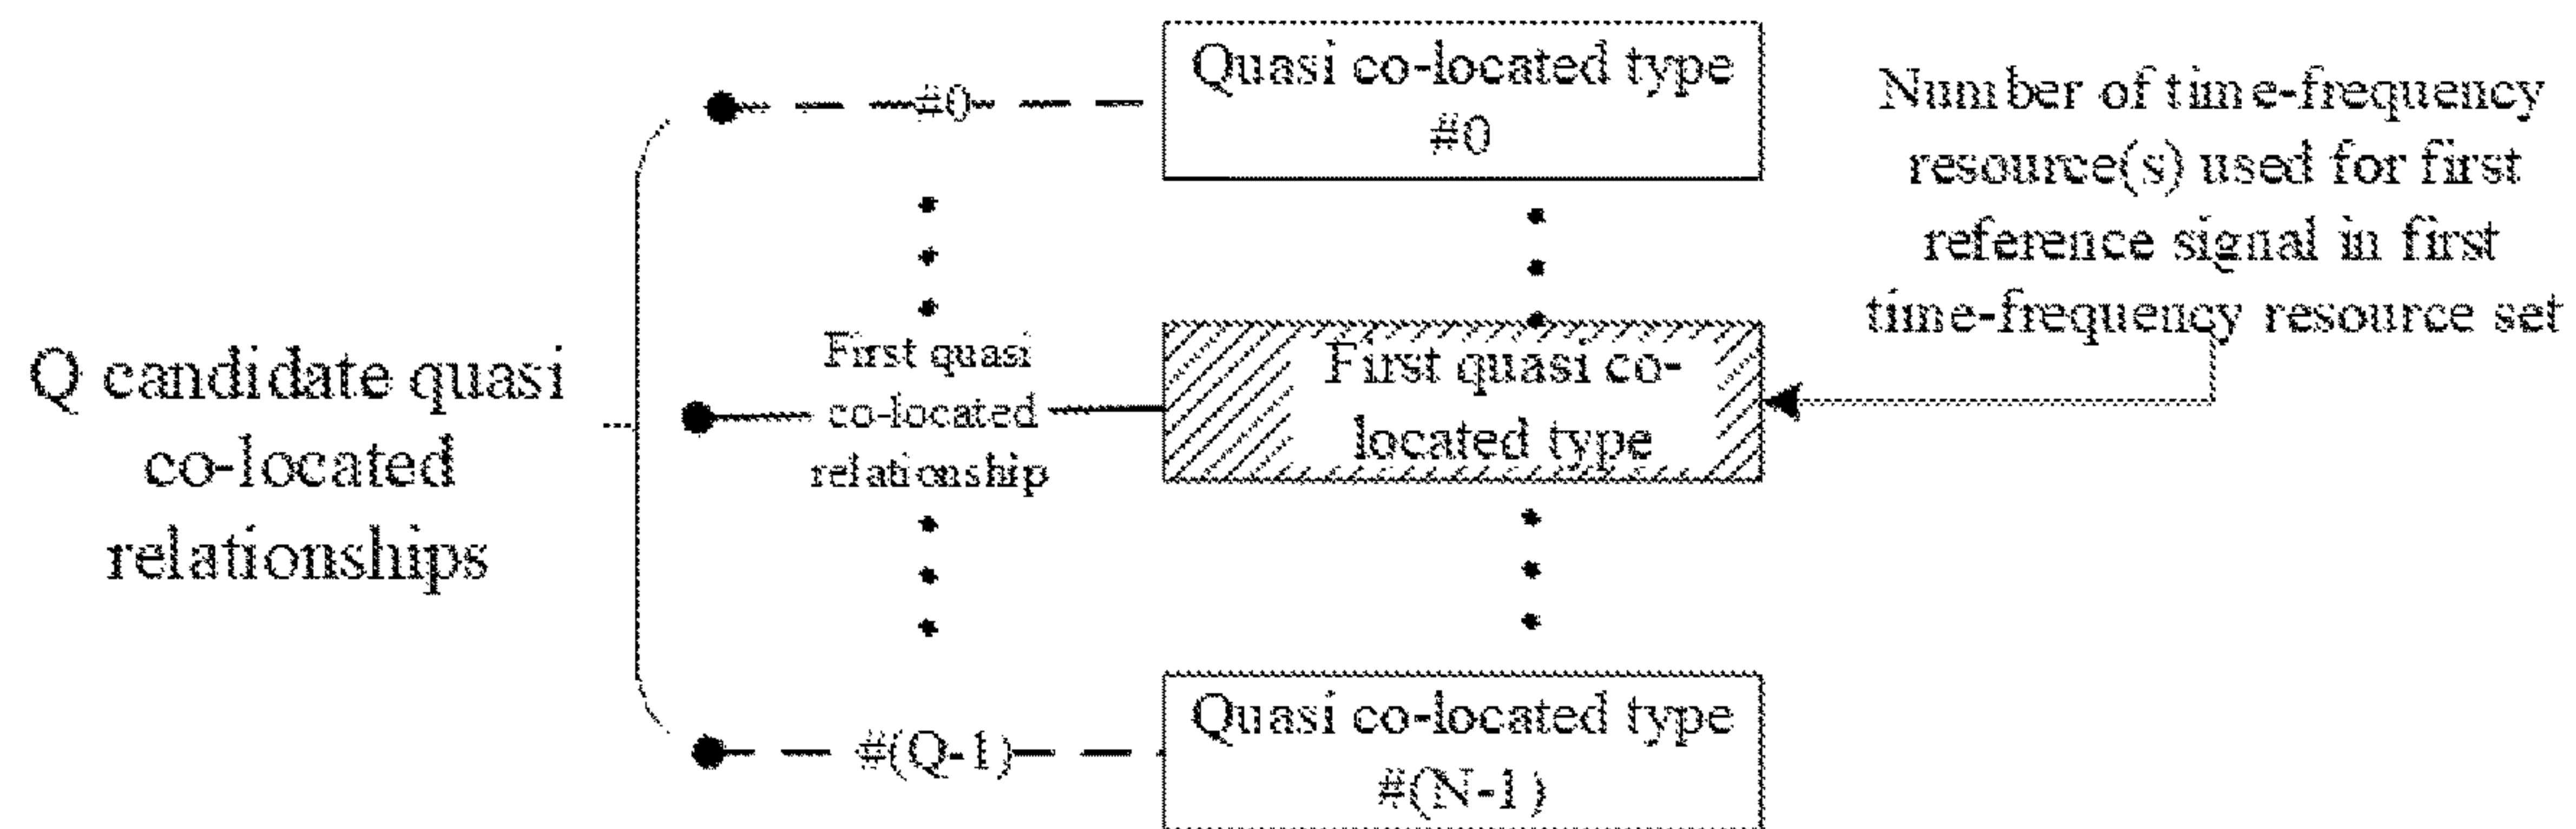 Q candidate quasi
co-located
relationships
#0
First quasi
co-located
relationship
#(Q-1)
Quasi co-located type
#0
First quasi co-
located type
Quasi co-located type
#(N-1)
Number of time-frequency
resource(s) used for first
reference signal in first
time-frequency resource set